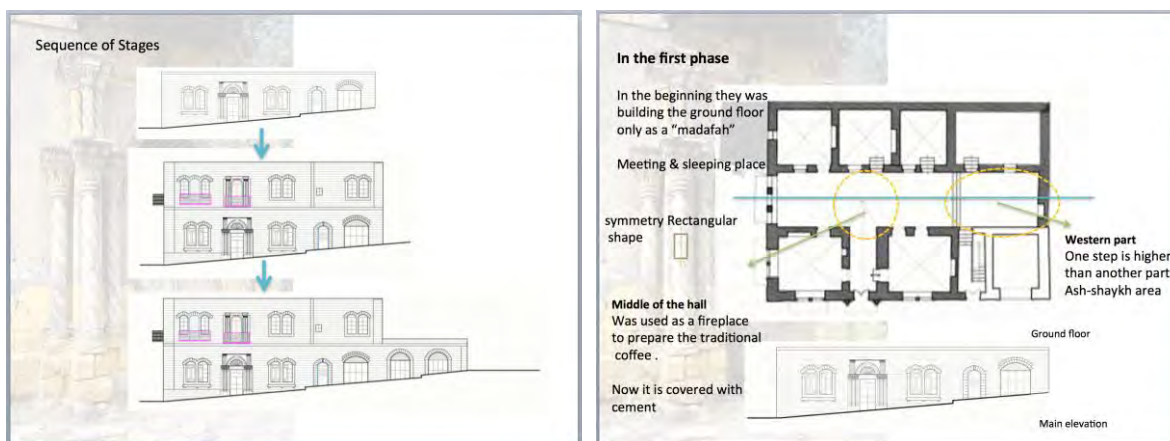 Sequence of Stages
In the first phase
In the beginning they was
building the ground floor
only as a “madafah”
Meeting & sleeping place
symmetry Rectangular
shape
Western part
One step is higher
than another part
Ash-shaykh area
Middle of the hall
Was used as a fireplace
to prepare the traditional
coffee .
Now it is covered with
cement
Ground floor
Main elevation